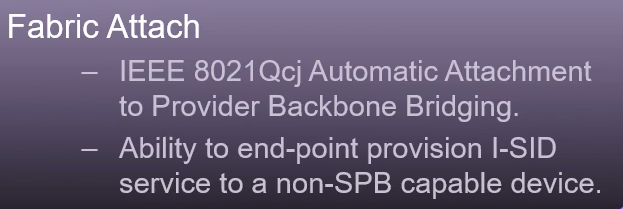 Fabric Attach
– IEEE 8021Qcj Automatic Attachment
to Provider Backbone Bridging.
– Ability to end-point provision I-SID
service to a non-SPB capable device.